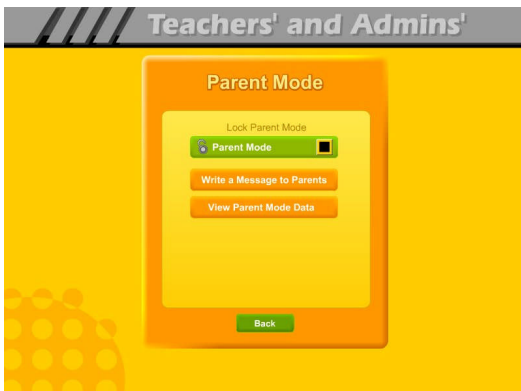 Teachers' and Admins'
Parent Mode
Lock Parent Mode
Parent Mode
Write a Message to Parents
View Parent Mode Data
Back